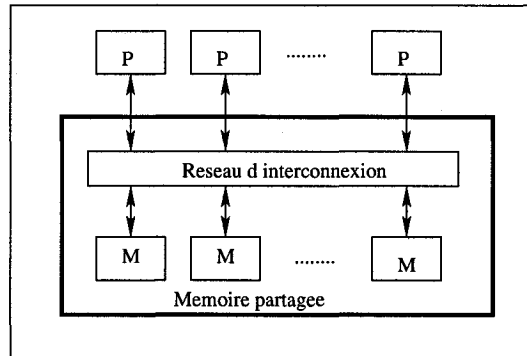 P P ........ P
Reseau d interconnexion
M M ........ M
Memoire partagee